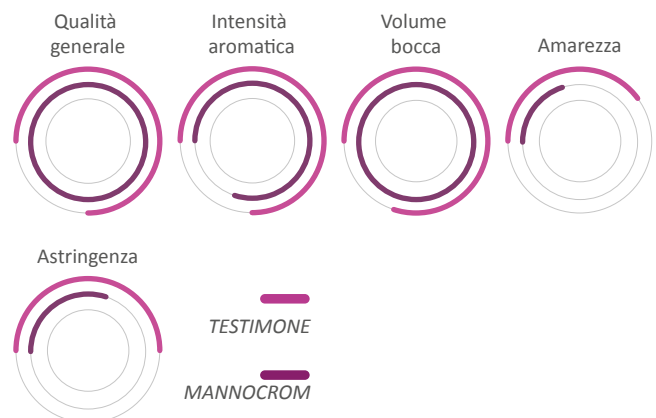 Qualità
generale
Intensità
aromatica
Volume
bocca
Amarezza
Astringenza
TESTIMONE
MANNOCROM